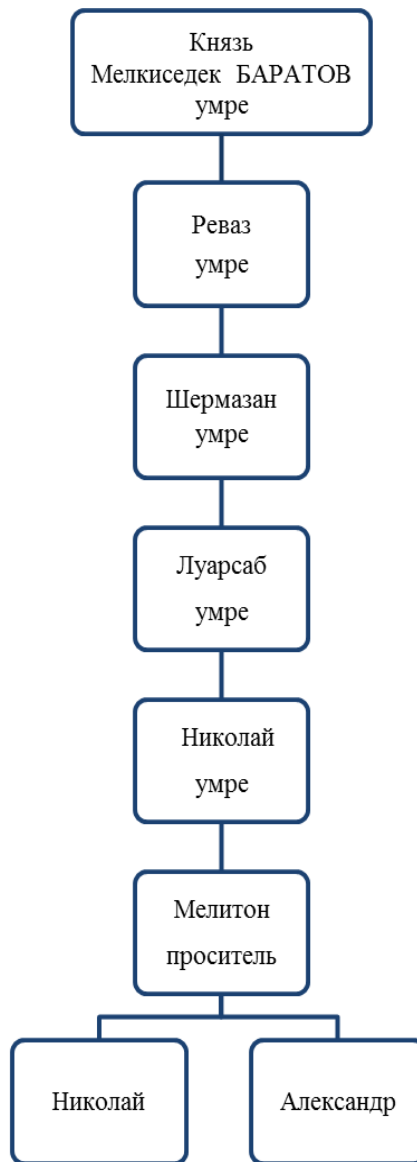 Князь
Мелкиседек БАРАТОВ
умре
Реваз
умре
Шермазан
умре
Луарсаб
умре
Николай
умре
Мелитон
проситель
Николай
Александр